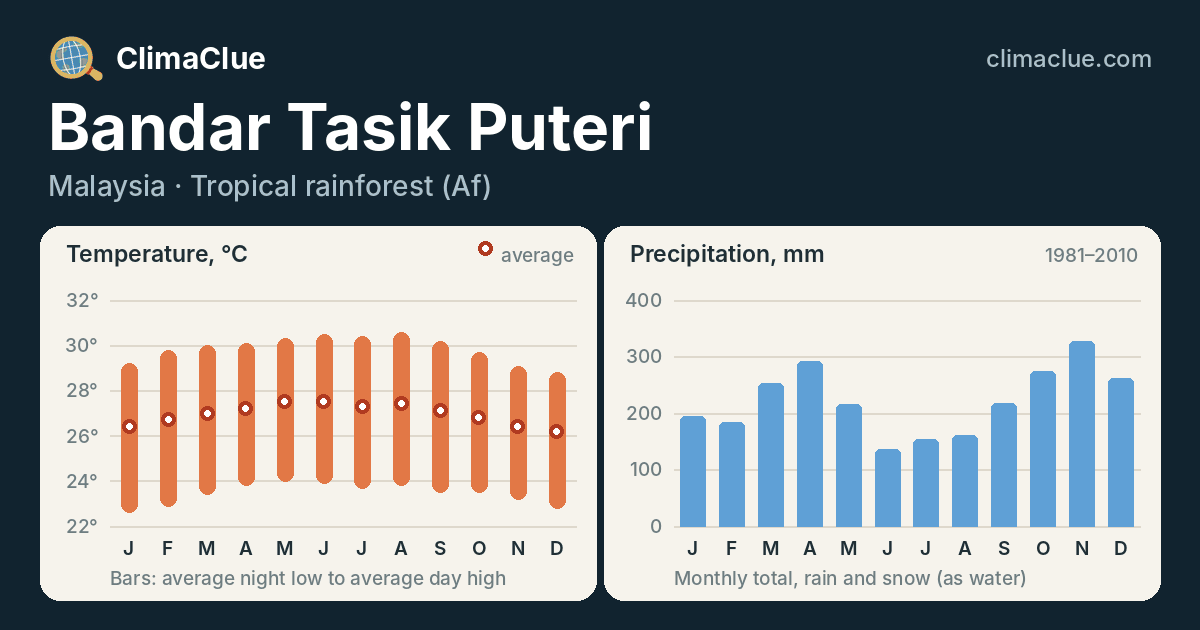 ClimaClue
climaclue.com
Bandar Tasik Puteri
Malaysia · Tropical rainforest (Af)
Temperature, °C
average
32°
30°
28°
26°
24°
22°
J F M A M J J A S O N D
Bars: average night low to average day high
Precipitation, mm
1981–2010
400
300
200
100
0
J F M A M J J A S O N D
Monthly total, rain and snow (as water)